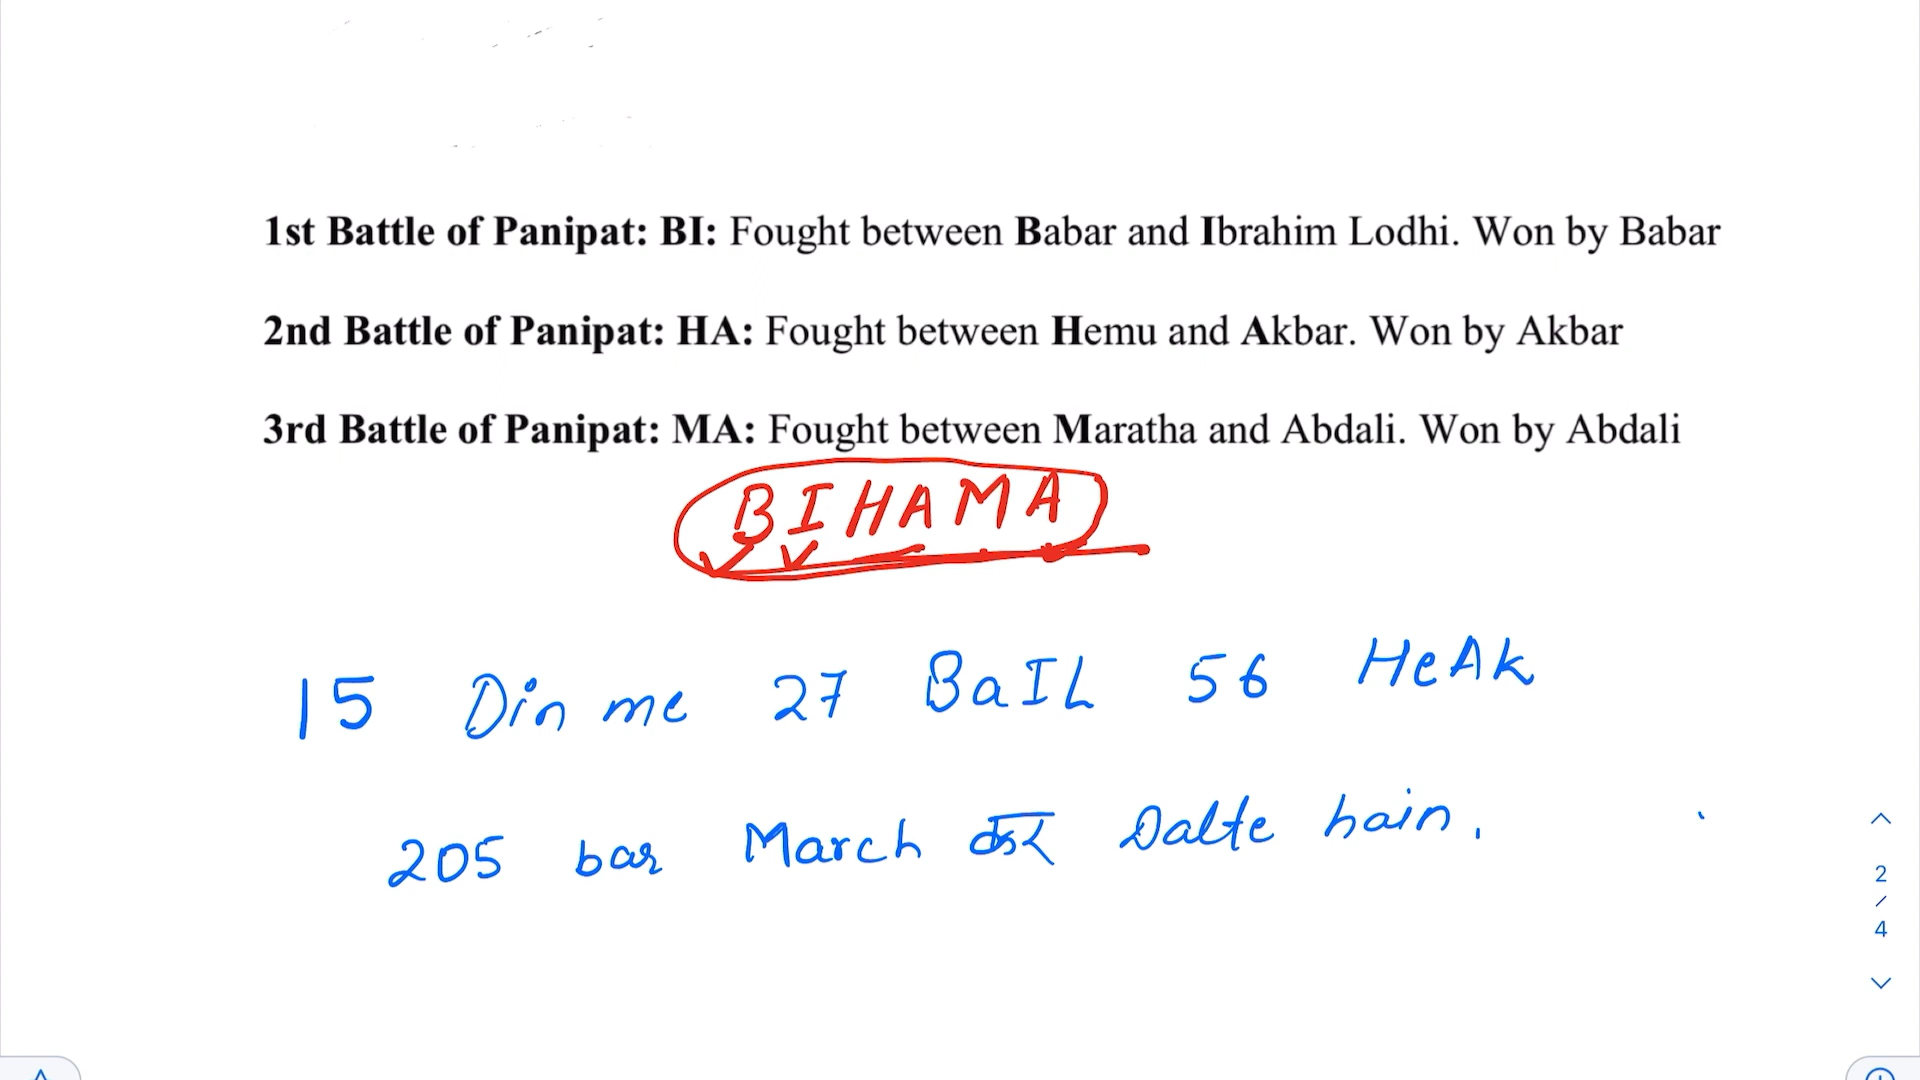 1st Battle of Panipat: BI: Fought between Babar and Ibrahim Lodhi. Won by Babar
2nd Battle of Panipat: HA: Fought between Hemu and Akbar. Won by Akbar
3rd Battle of Panipat: MA: Fought between Maratha and Abdali. Won by Abdali
BIHAMA
15 Din me 27 BaIL 56 HeAk
205 bar March कर Dalte hain.
2
/
4